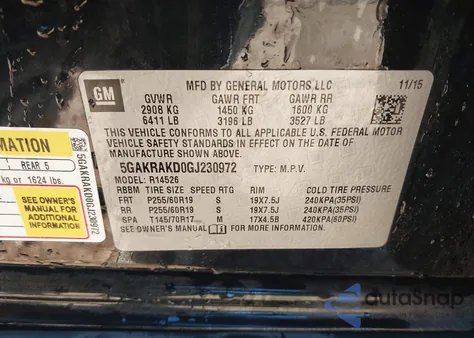 GM
MFD BY GENERAL MOTORS LLC 11/15
GVWR GAWR FRT GAWR RR
2908 KG 1450 KG 1600 KG
6411 LB 3196 LB 3527 LB
THIS VEHICLE CONFORMS TO ALL APPLICABLE U.S. FEDERAL MOTOR
VEHICLE SAFETY STANDARDS IN EFFECT ON THE DATE OF
MANUFACTURE SHOWN ABOVE.
5GAKRAKD0GJ230972 TYPE: M.P.V.
MODEL: R14526
RBBM TIRE SIZE SPEED RTG RIM COLD TIRE PRESSURE
FRT P255/60R19 S 19X7.5J 240KPA(35PSI)
RR P255/60R19 S 19X7.5J 240KPA(35PSI)
SPA T145/70R17 M 17X4.5B 420KPA(60PSI)
SEE OWNER'S MANUAL FOR MORE INFORMATION.
MATION
REAR 5
kg or 1624 lbs.
SEE OWNER'S
MANUAL FOR
ADDITIONAL
INFORMATION
5GAKRAKD0GJ230972
autoSnap